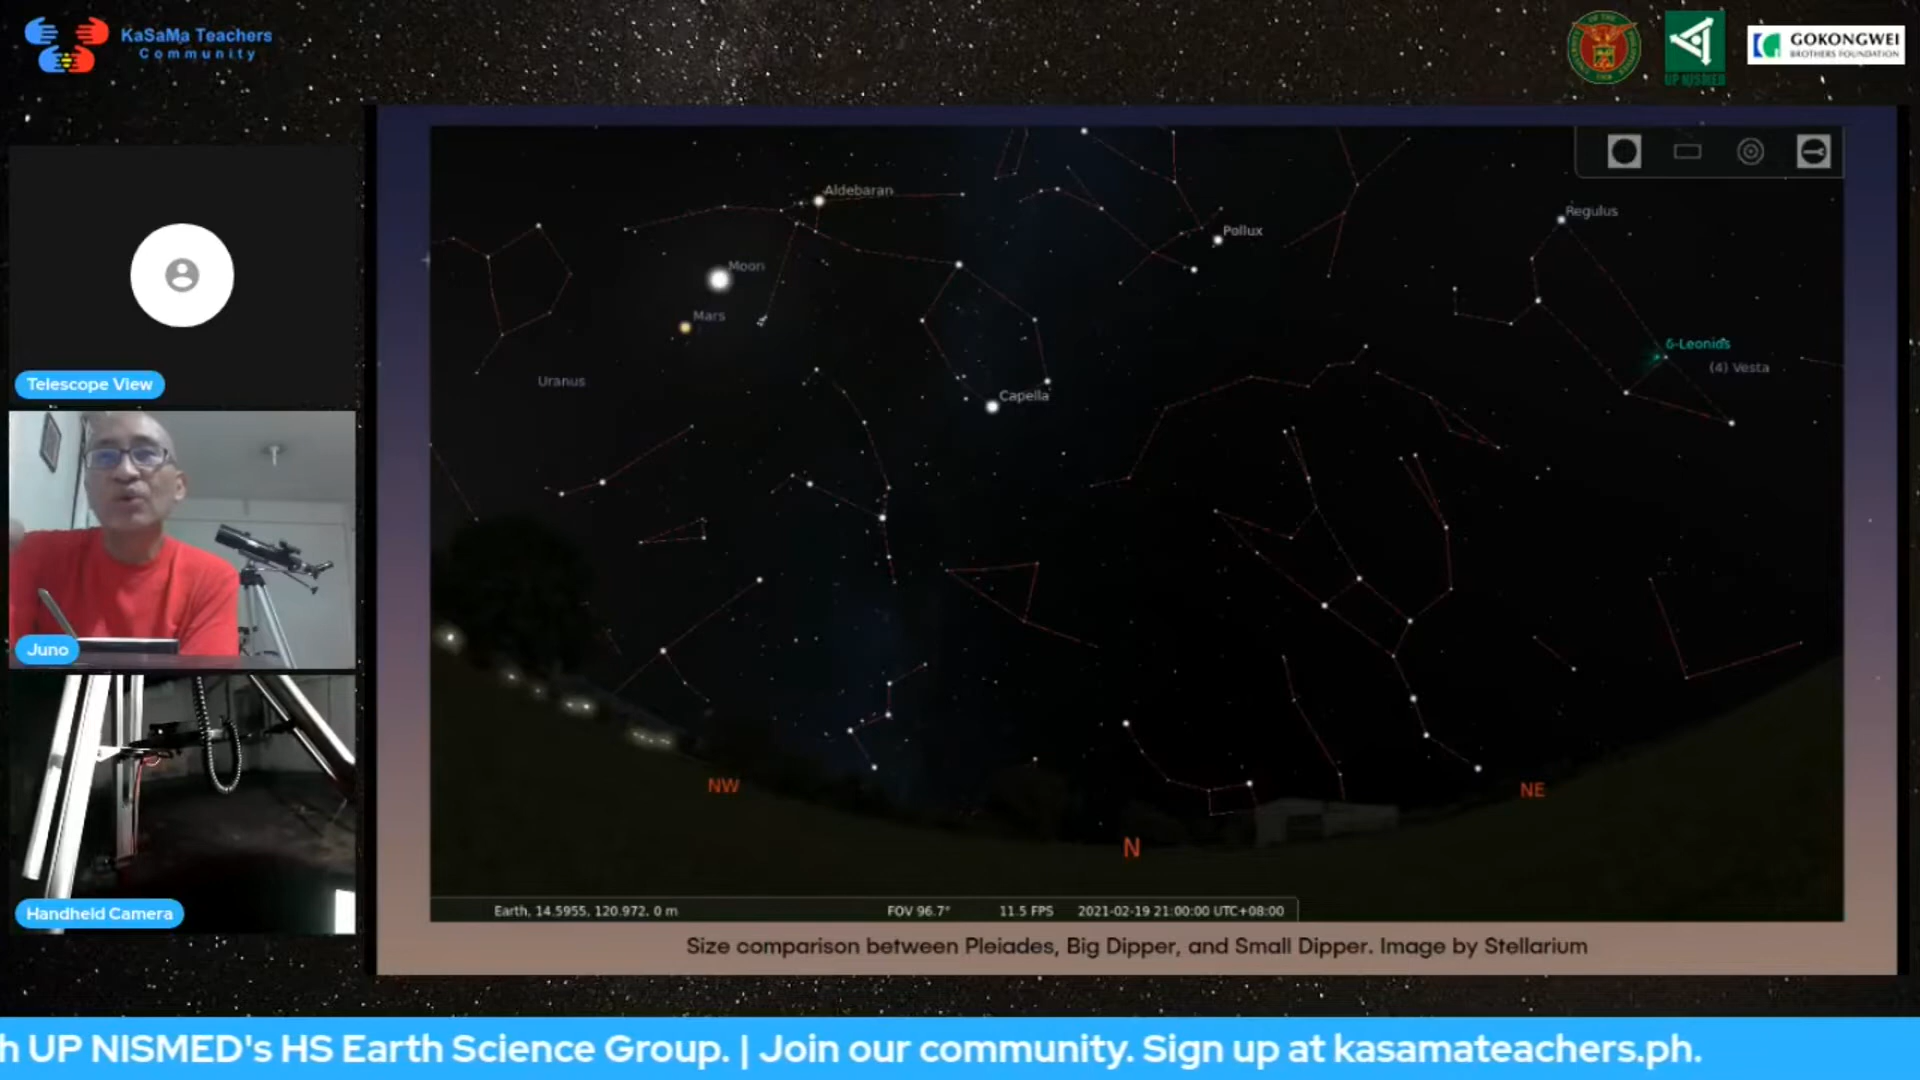 KaSaMa Teachers
Community
UP NISMED
GOKONGWEI
BROTHERS FOUNDATION
Telescope View
Juno
Handheld Camera
Aldebaran
Pollux
Regulus
Moon
Mars
Uranus
Capella
δ-Leonids
(4) Vesta
NW
N
NE
Earth, 14.5955, 120.972, 0 m
FOV 96.7°
11.5 FPS
2021-02-19 21:00:00 UTC+08:00
Size comparison between Pleiades, Big Dipper, and Small Dipper. Image by Stellarium
h UP NISMED's HS Earth Science Group. | Join our community. Sign up at kasamateachers.ph.